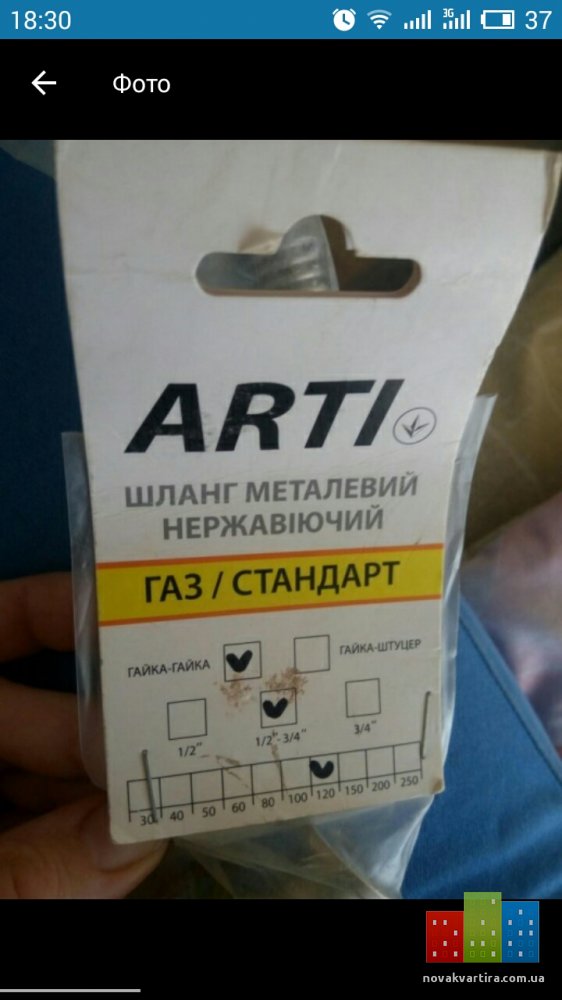 18:30
3G
37
Фото
ARTI
ШЛАНГ МЕТАЛЕВИЙ
НЕРЖАВІЮЧИЙ
ГАЗ / СТАНДАРТ
ГАЙКА-ГАЙКА
ГАЙКА-ШТУЦЕР
1/2"
1/2"- 3/4"
3/4"
30 40 50 60 80 100 120 150 200 250
novakvartira.com.ua